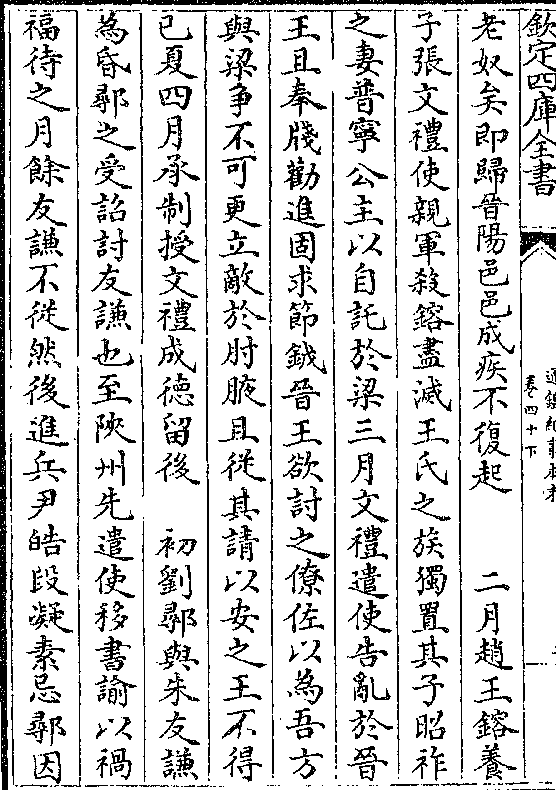 欽定四庫全書
卷四十下
老奴矣即歸晉陽邑邑成疾不復起　二月趙王鎔養
子張文禮使親軍殺鎔盡滅王氏之族獨置其子昭祚
之妻普寧公主以自託於梁三月文禮遣使告亂於晉
王且奉牋勸進固求節鉞晉王欲討之僚佐以為吾方
與梁爭不可更立敵於肘腋且從其請以安之王不得
已夏四月承制授文禮成德留後　初劉鄩與朱友謙
為昏鄩之受詔討友謙也至陝州先遣使移書諭以禍
福待之月餘友謙不從然後進兵尹皓段凝素忌鄩因